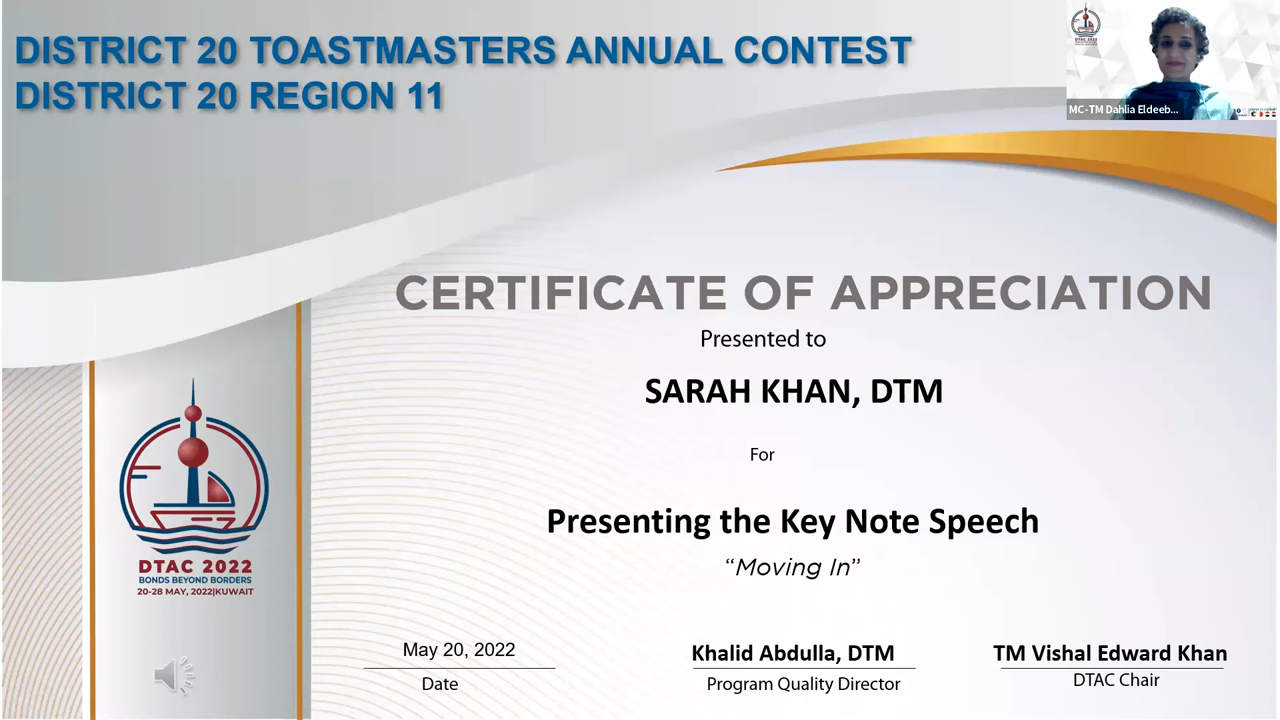 DISTRICT 20 TOASTMASTERS ANNUAL CONTEST
DISTRICT 20 REGION 11
MC-TM Dahlia Eldeeb...
CERTIFICATE OF APPRECIATION
Presented to
SARAH KHAN, DTM
For
Presenting the Key Note Speech
“Moving In”
DTAC 2022
BONDS BEYOND BORDERS
20-28 MAY, 2022|KUWAIT
May 20, 2022
Date
Khalid Abdulla, DTM
Program Quality Director
TM Vishal Edward Khan
DTAC Chair